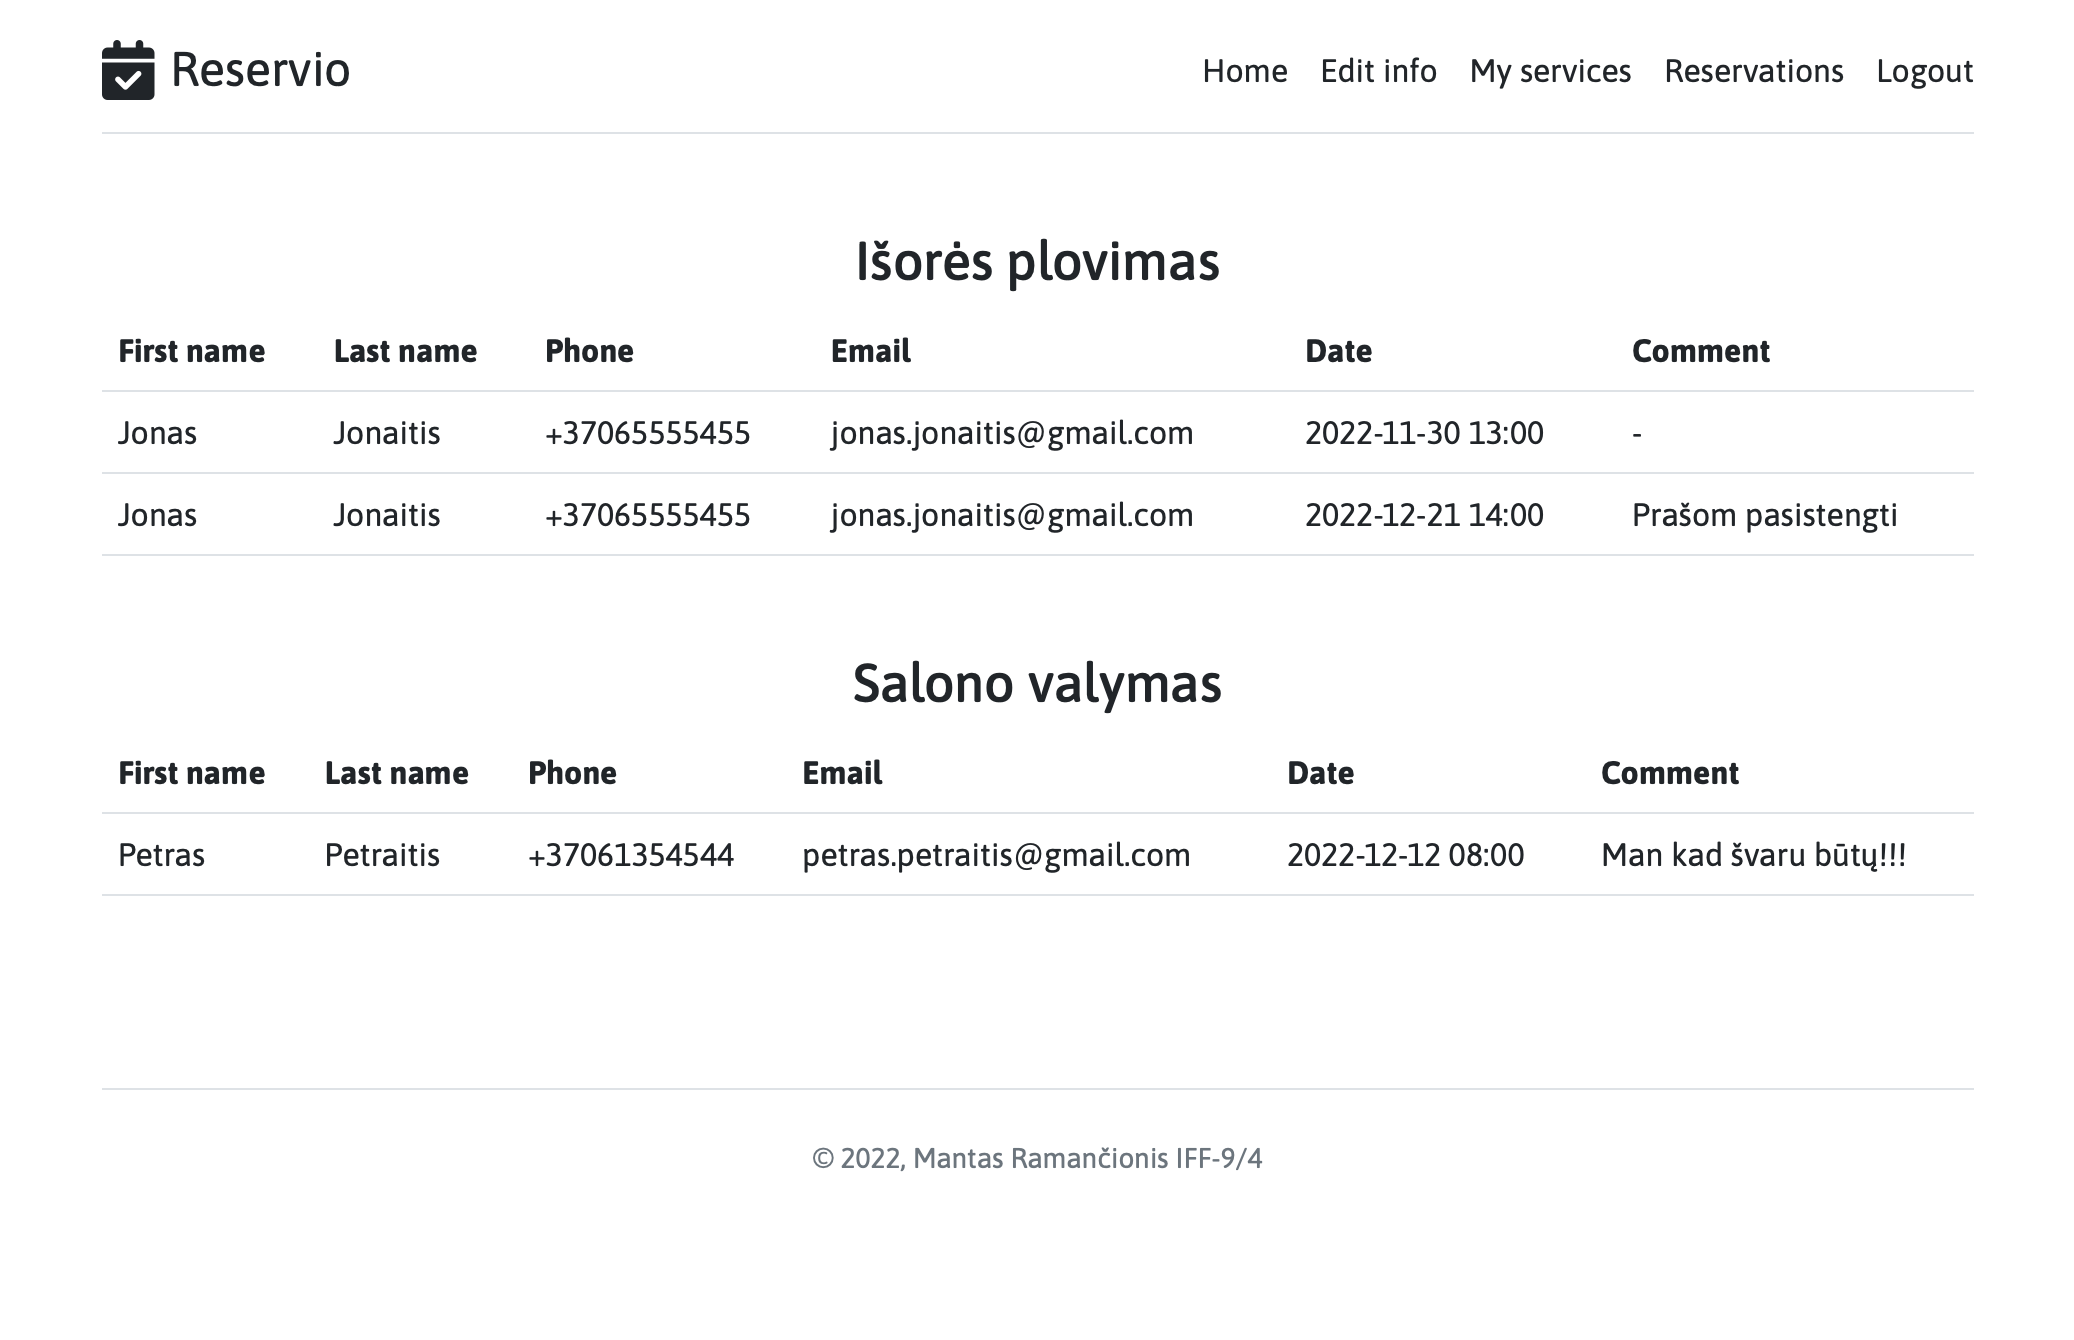 Reservio Home Edit info My services Reservations Logout
Išorės plovimas
First name Last name Phone Email Date Comment
Jonas Jonaitis +37065555455 jonas.jonaitis@gmail.com 2022-11-30 13:00 -
Jonas Jonaitis +37065555455 jonas.jonaitis@gmail.com 2022-12-21 14:00 Prašom pasistengti
Salono valymas
First name Last name Phone Email Date Comment
Petras Petraitis +37061354544 petras.petraitis@gmail.com 2022-12-12 08:00 Man kad švaru būtų!!!
© 2022, Mantas Ramančionis IFF-9/4